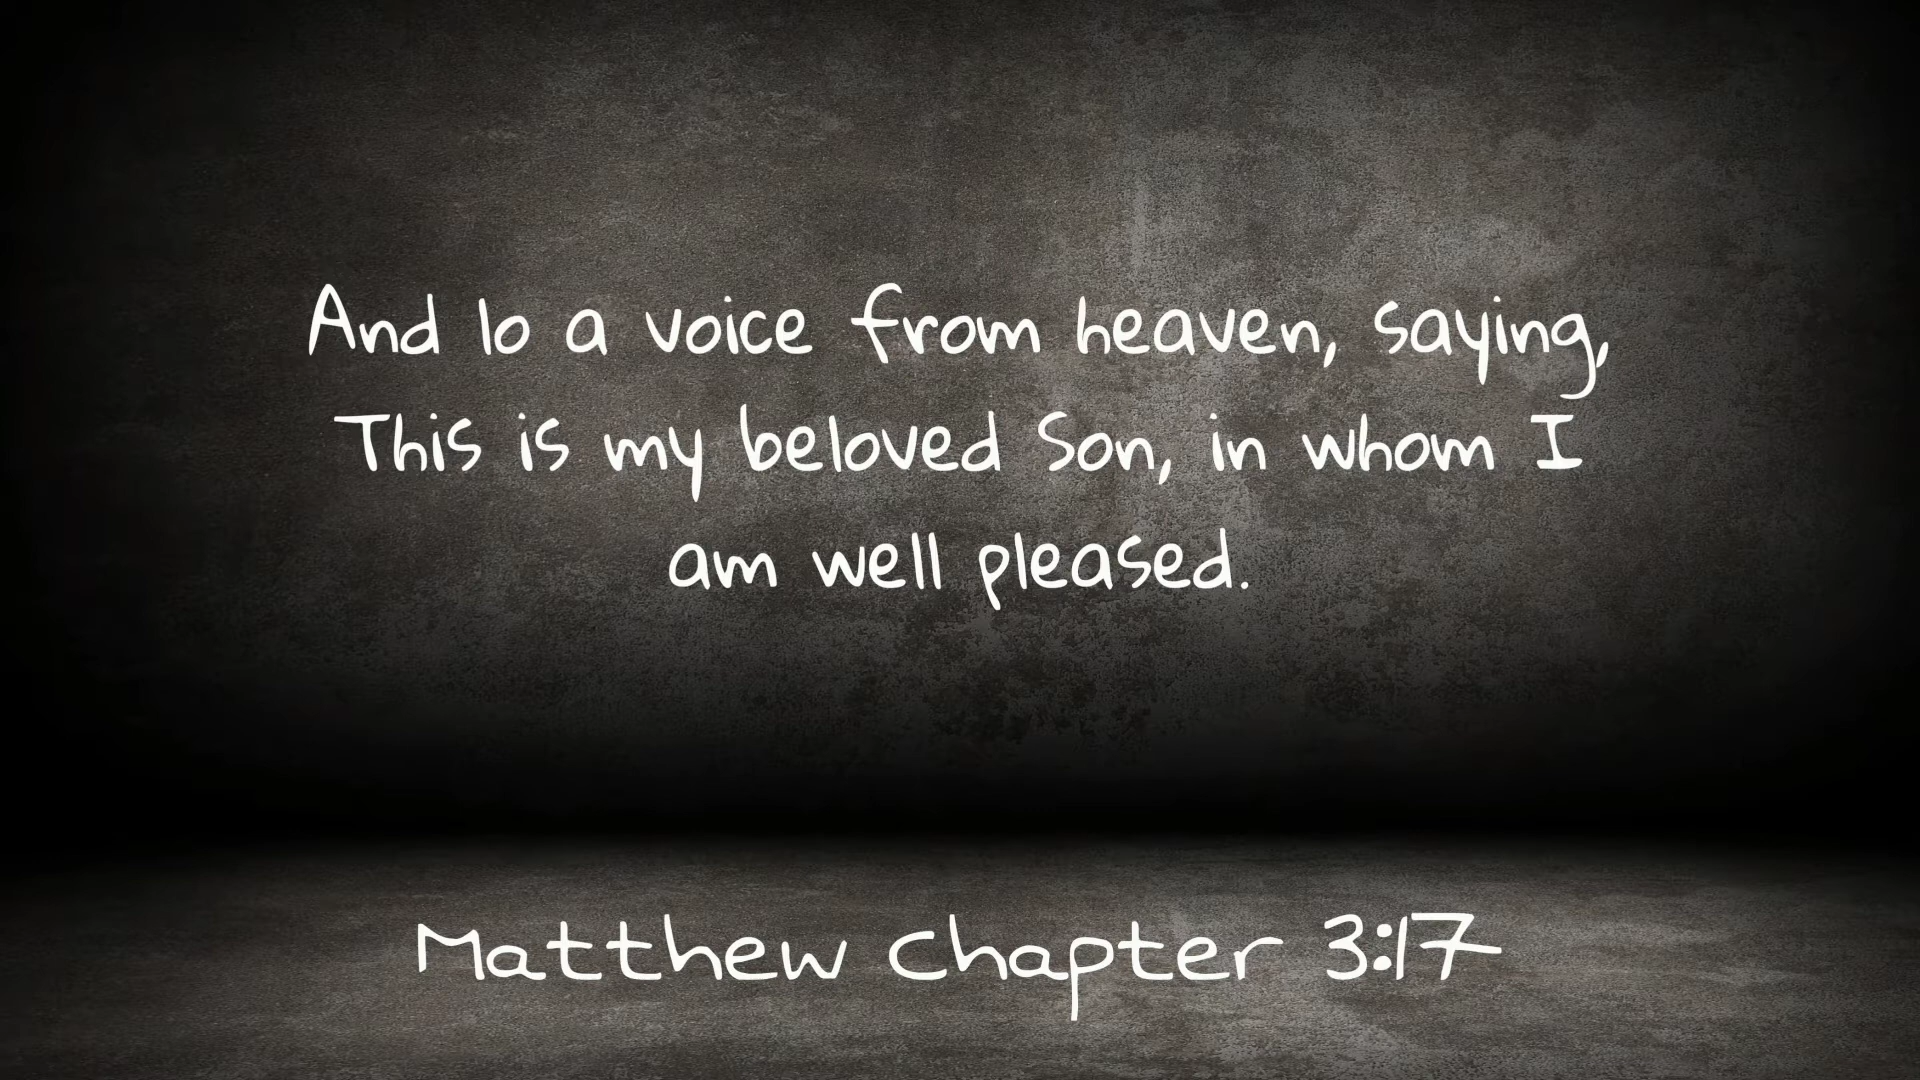 And lo a voice from heaven, saying,
This is my beloved Son, in whom I
am well pleased.
Matthew Chapter 3:17